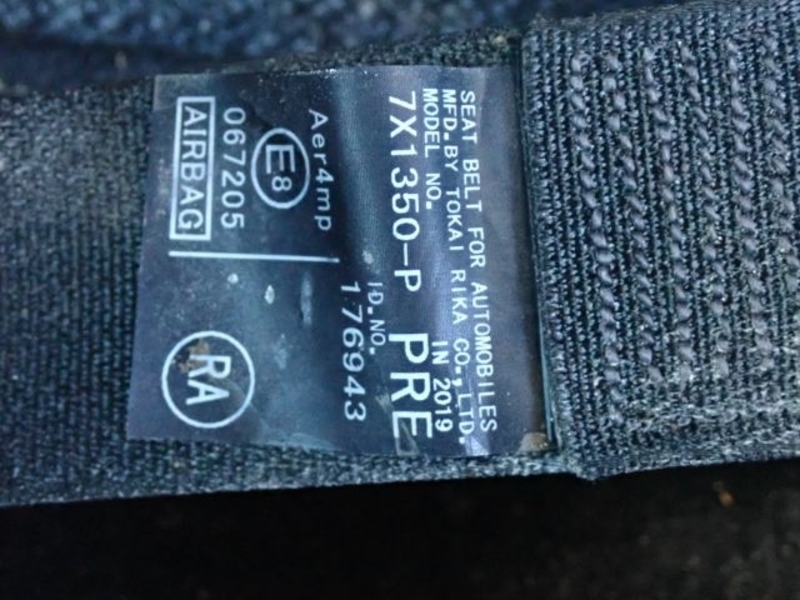 SEAT BELT FOR AUTOMOBILES
MFD. BY TOKAI RIKA CO., LTD.
MODEL NO. IN 2019
7X1350-P PRE
ID. NO.
176943
Aer4mp
E8
067205
AIRBAG
RA